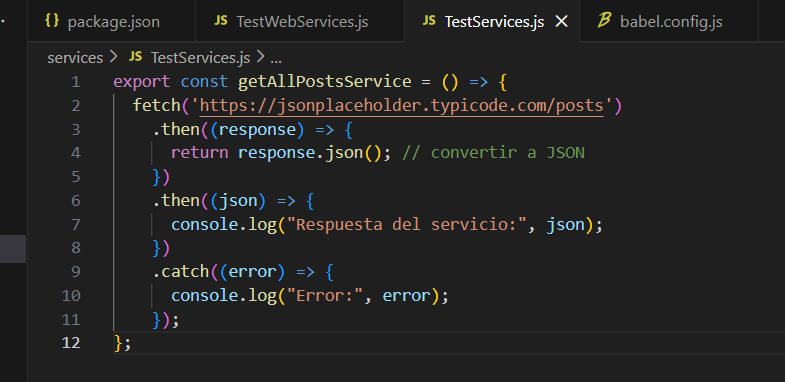 {} package.json JS TestWebServices.js JS TestServices.js × B babel.config.js
services > JS TestServices.js > ...
1 export const getAllPostsService = () => {
2 fetch('https://jsonplaceholder.typicode.com/posts')
3 .then((response) => {
4 return response.json(); // convertir a JSON
5 })
6 .then((json) => {
7 console.log("Respuesta del servicio:", json);
8 })
9 .catch((error) => {
10 console.log("Error:", error);
11 });
12 };